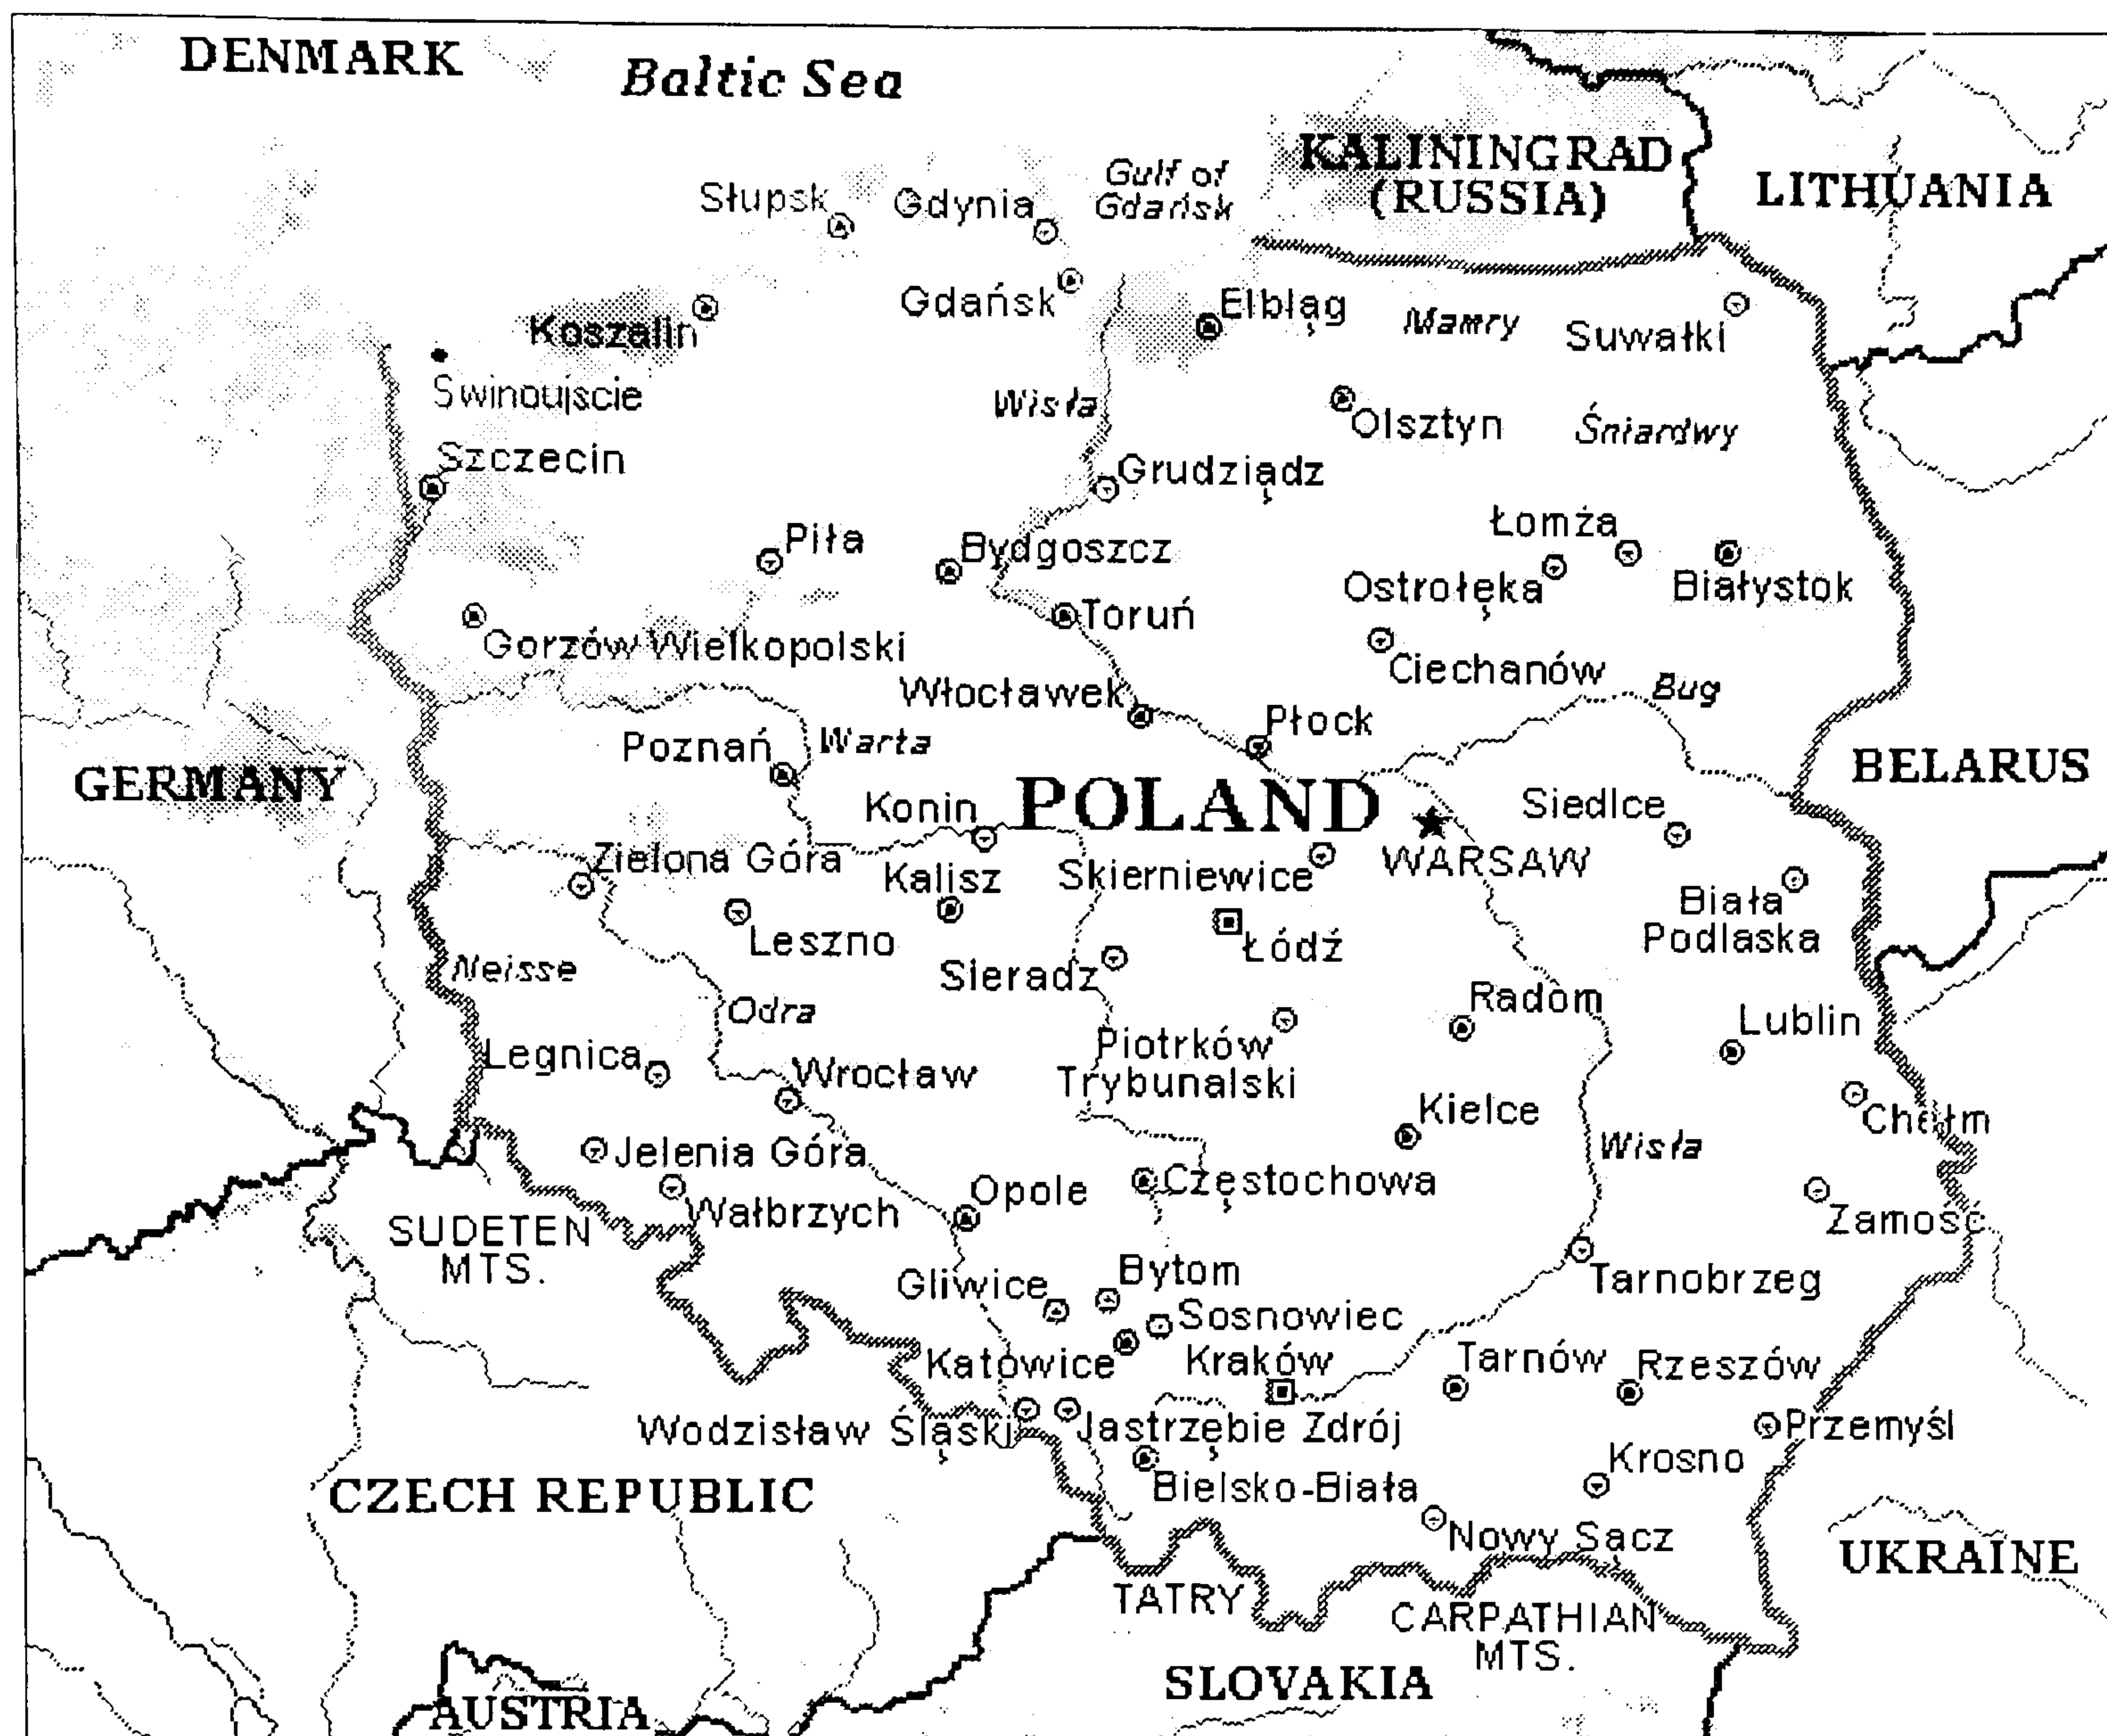 DENMARK
Baltic Sea
KALININGRAD
(RUSSIA)
LITHUANIA
Gulf of
Gdańsk
Słupsk
Gdynia
Gdańsk
Elbląg
Mamry
Suwałki
Koszalin
Swinoujscie
Wisła
Olsztyn
Śniardwy
Szczecin
Grudziądz
Łomża
Piła
Bydgoszcz
Ostrołęka
Białystok
Toruń
Gorzów Wielkopolski
Ciechanów
Włocławek
Bug
Płock
Poznań
Warta
GERMANY
BELARUS
Konin
POLAND
Siedlce
Zielona Góra
Kalisz
Skierniewice
WARSAW
Biała
Podlaska
Leszno
Łódź
Neisse
Sieradz
Odra
Radom
Lublin
Piotrków
Trybunalski
Legnica
Wrocław
Kielce
Chełm
Jelenia Góra
Wisła
Częstochowa
Opole
Wałbrzych
Zamość
SUDETEN
MTS.
Bytom
Gliwice
Tarnobrzeg
Sosnowiec
Katowice
Kraków
Tarnów
Rzeszów
Wodzisław Śląski
Jastrzębie Zdrój
Przemyśl
Krosno
Bielsko-Biała
CZECH REPUBLIC
Nowy Sącz
UKRAINE
TATRY
CARPATHIAN
MTS.
SLOVAKIA
AUSTRIA